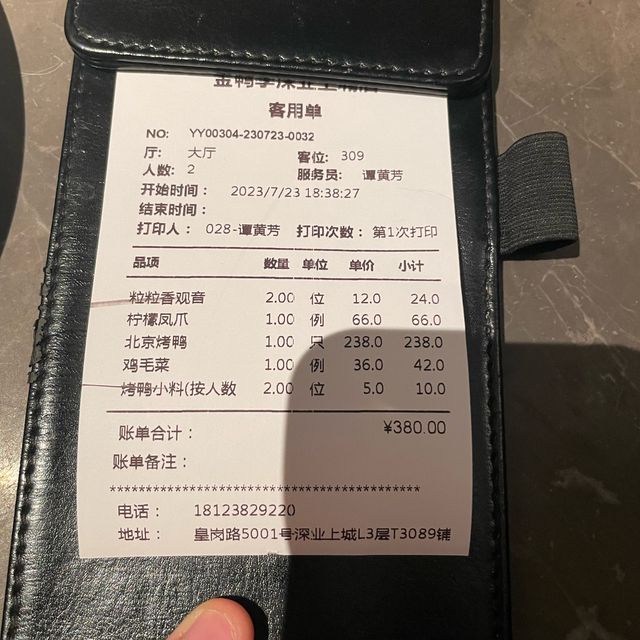 客用单
NO: YY00304-230723-0032
厅: 大厅 客位: 309
人数: 2 服务员: 谭黄芳
开始时间: 2023/7/23 18:38:27
结束时间:
打印人: 028-谭黄芳 打印次数: 第1次打印
品项 数量 单位 单价 小计
粒粒香观音 2.00 位 12.0 24.0
柠檬凤爪 1.00 例 66.0 66.0
北京烤鸭 1.00 只 238.0 238.0
鸡毛菜 1.00 例 36.0 42.0
烤鸭小料(按人数 2.00 位 5.0 10.0
账单合计: ¥380.00
账单备注:
******************************************
电话: 18123829220
地址: 皇岗路5001号深业上城L3层T3089铺